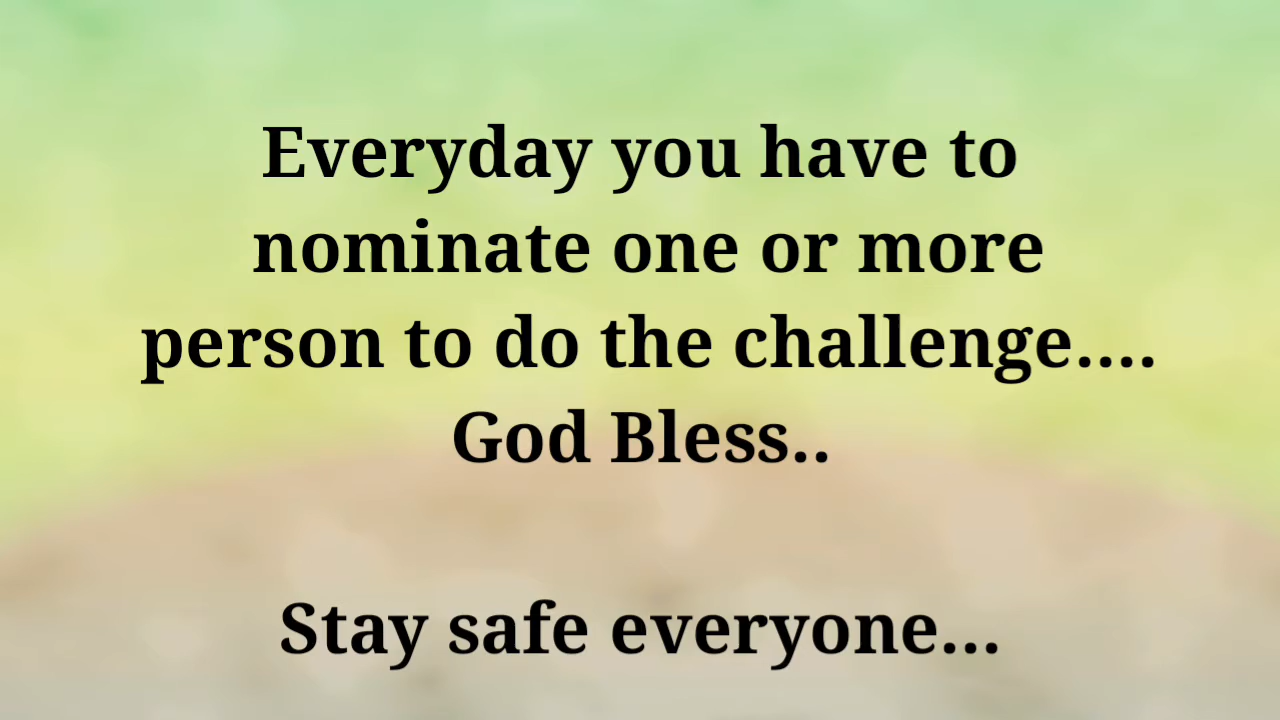 Everyday you have to
nominate one or more
person to do the challenge....
God Bless..
Stay safe everyone...